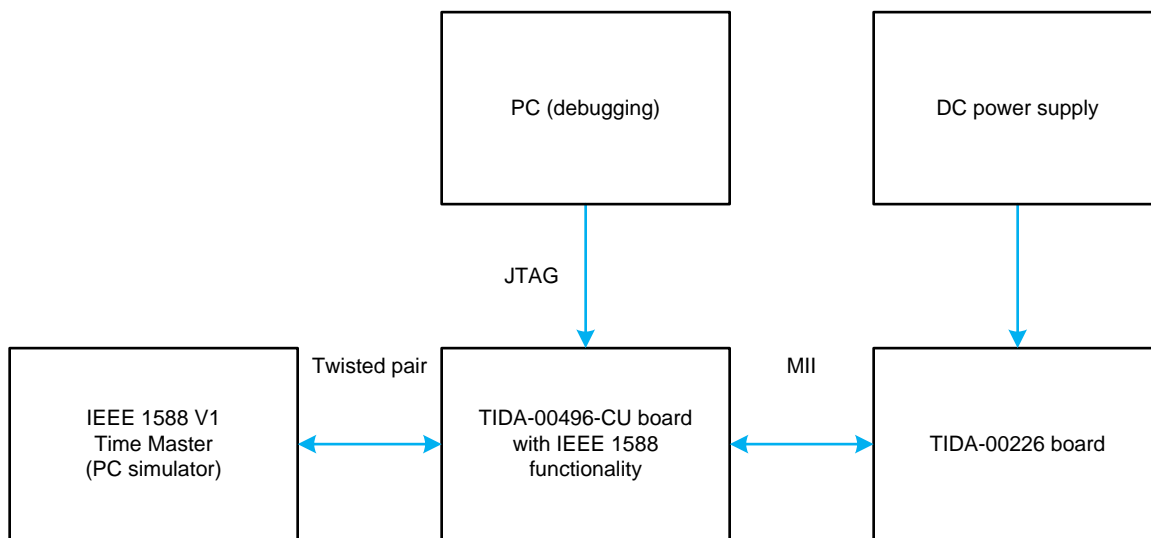 PC (debugging)
DC power supply
JTAG
Twisted pair
MII
IEEE 1588 V1
Time Master
(PC simulator)
TIDA-00496-CU board
with IEEE 1588
functionality
TIDA-00226 board